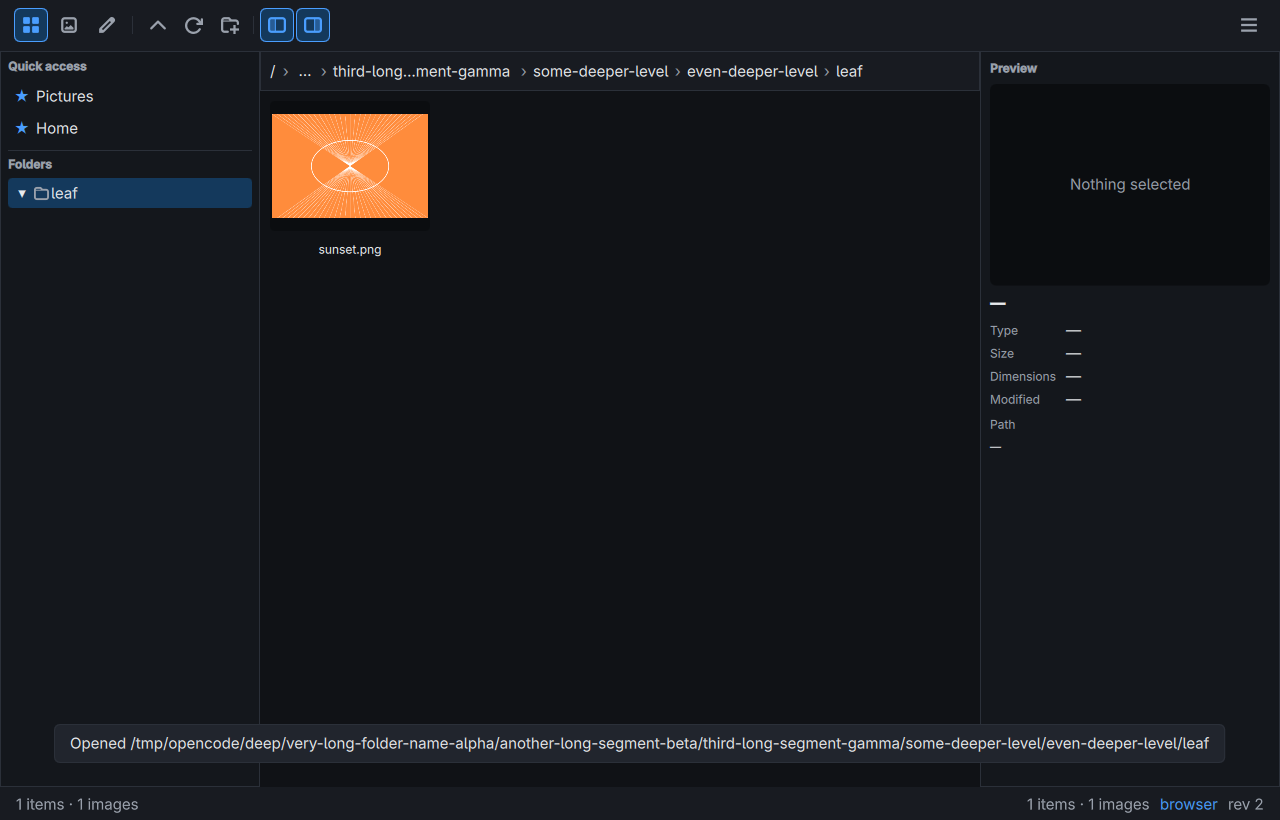 Quick access
★ Pictures
★ Home
Folders
▼ leaf
/ › ... › third-long...ment-gamma › some-deeper-level › even-deeper-level › leaf
sunset.png
Preview
Nothing selected
—
Type —
Size —
Dimensions —
Modified —
Path
—
Opened /tmp/opencode/deep/very-long-folder-name-alpha/another-long-segment-beta/third-long-segment-gamma/some-deeper-level/even-deeper-level/leaf
1 items · 1 images
1 items · 1 images browser rev 2